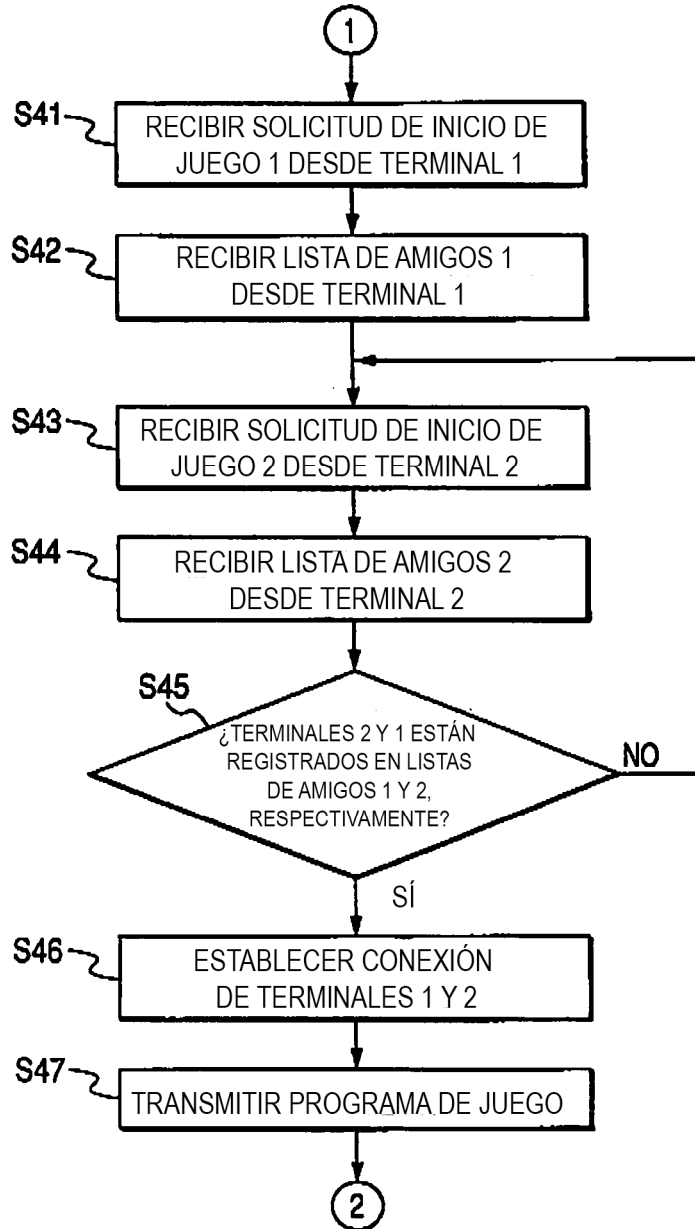 1
S41
RECIBIR SOLICITUD DE INICIO DE
JUEGO 1 DESDE TERMINAL 1
S42
RECIBIR LISTA DE AMIGOS 1
DESDE TERMINAL 1
S43
RECIBIR SOLICITUD DE INICIO DE
JUEGO 2 DESDE TERMINAL 2
S44
RECIBIR LISTA DE AMIGOS 2
DESDE TERMINAL 2
S45
¿TERMINALES 2 Y 1 ESTÁN
REGISTRADOS EN LISTAS
DE AMIGOS 1 Y 2,
RESPECTIVAMENTE?
NO
SÍ
S46
ESTABLECER CONEXIÓN
DE TERMINALES 1 Y 2
S47
TRANSMITIR PROGRAMA DE JUEGO
2